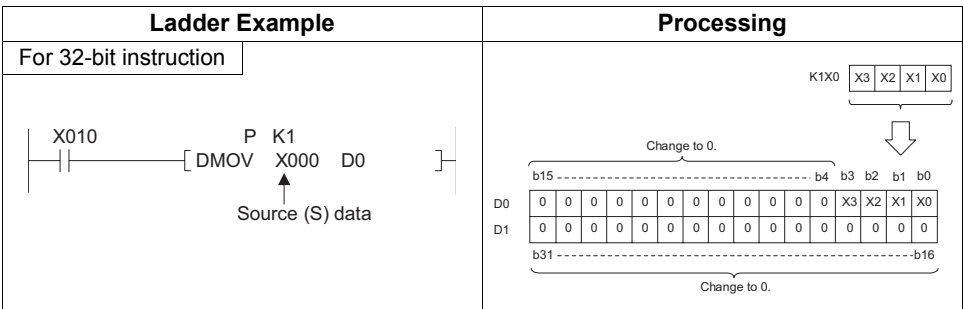 Ladder Example
Processing
For 32-bit instruction
X010
P K1
DMOV X000 D0
Source (S) data
K1X0 X3 X2 X1 X0
Change to 0.
b15 b4 b3 b2 b1 b0
D0 0 0 0 0 0 0 0 0 0 0 0 0 X3 X2 X1 X0
D1 0 0 0 0 0 0 0 0 0 0 0 0 0 0 0 0
b31 b16
Change to 0.